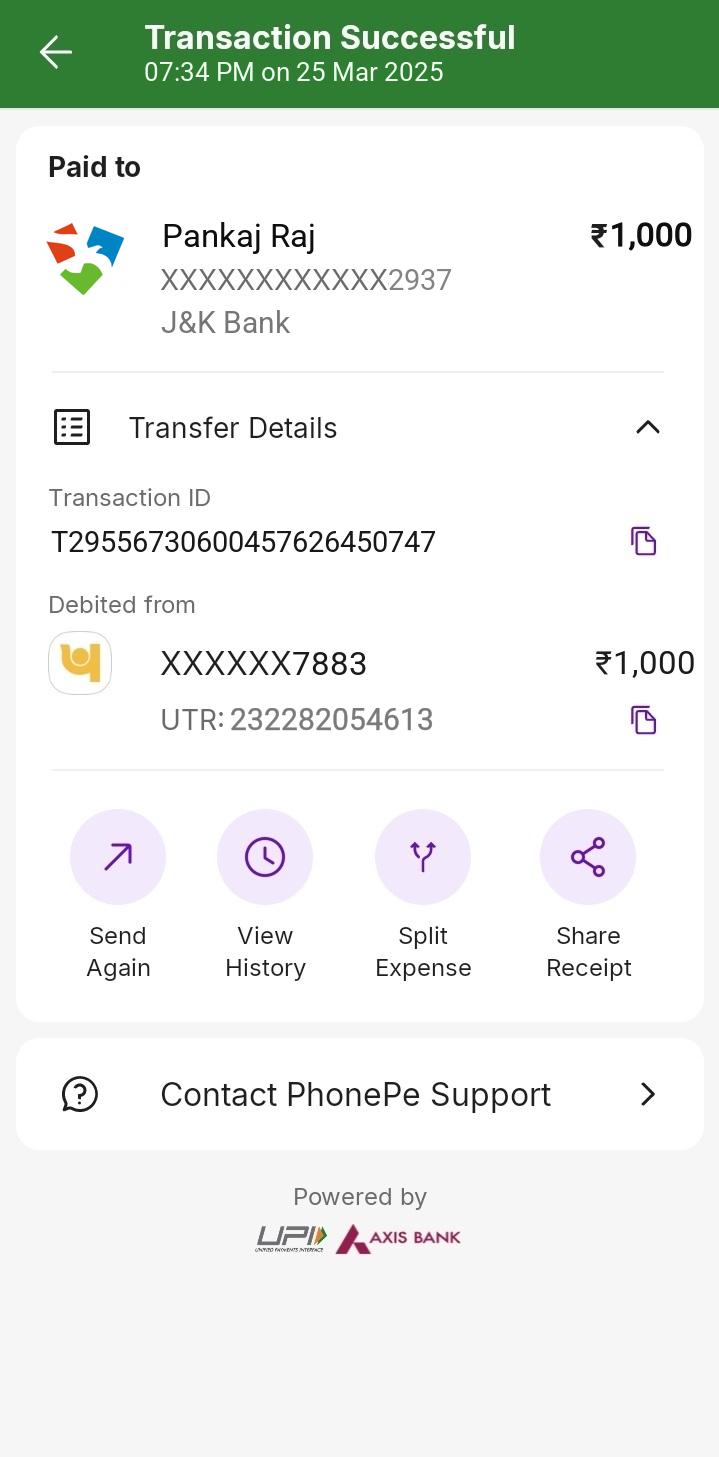 Transaction Successful
07:34 PM on 25 Mar 2025
Paid to
Pankaj Raj
₹1,000
XXXXXXXXXXXX2937
J&K Bank
Transfer Details
Transaction ID
T29556730600457626450747
Debited from
XXXXXX7883
₹1,000
UTR: 232282054613
Send
Again
View
History
Split
Expense
Share
Receipt
Contact PhonePe Support
Powered by
UPI
UNIFIED PAYMENTS INTERFACE
AXIS BANK